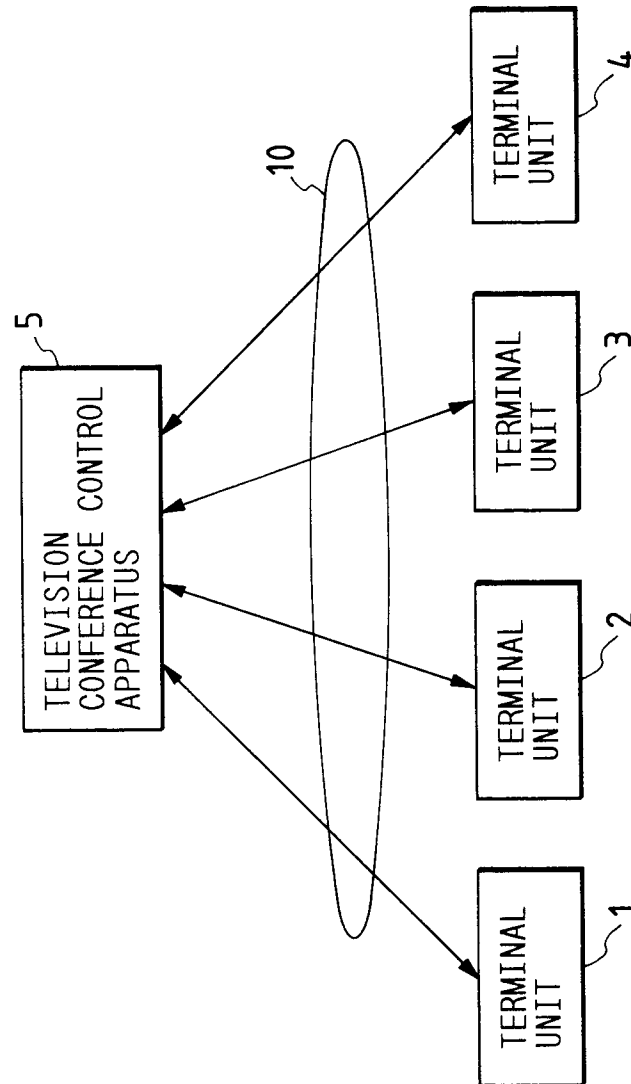 5
TELEVISION
CONFERENCE CONTROL
APPARATUS
10
TERMINAL
UNIT
1
TERMINAL
UNIT
2
TERMINAL
UNIT
3
TERMINAL
UNIT
4